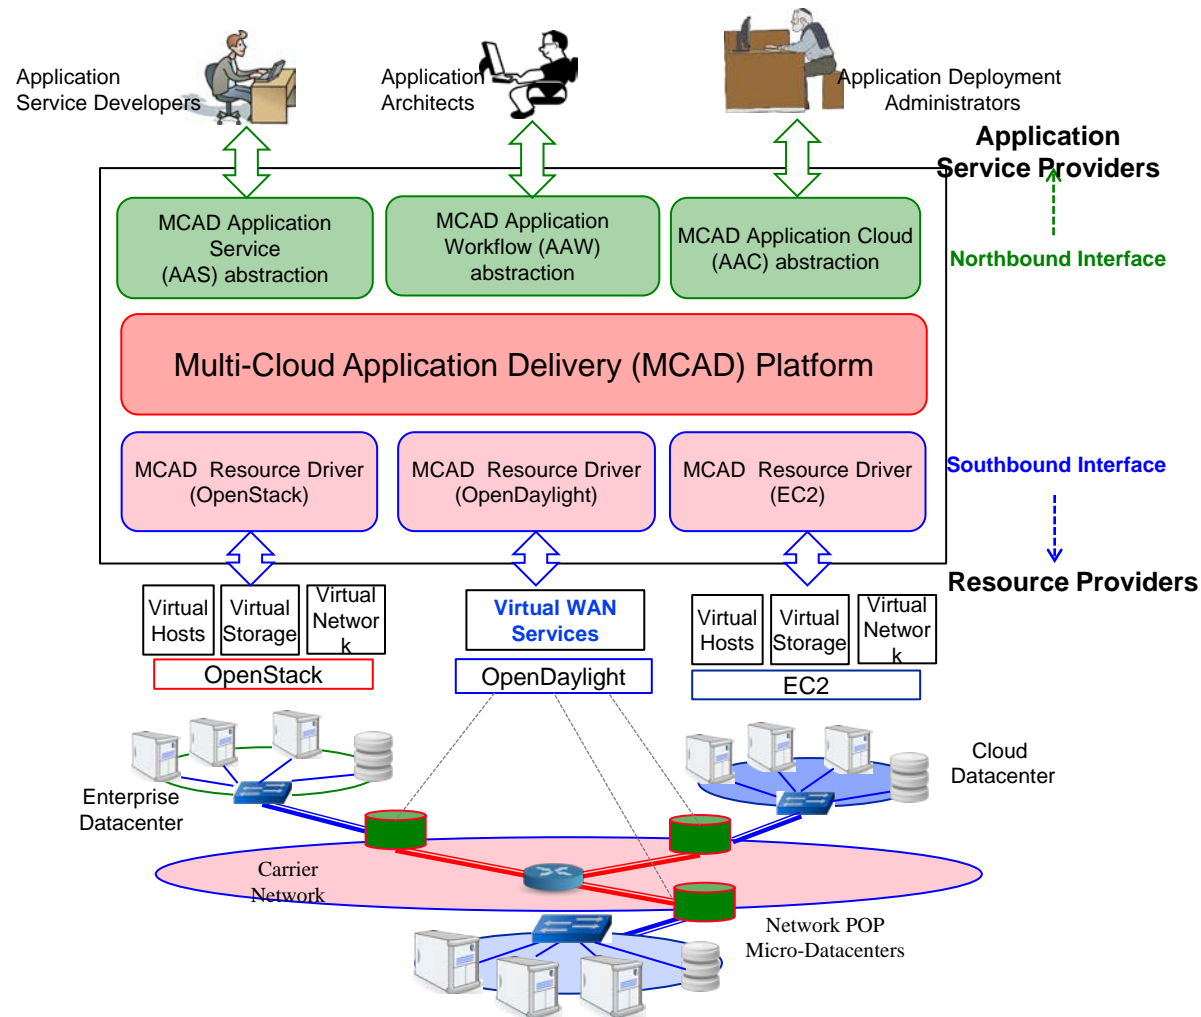 Application
Service Developers
Application
Architects
Application Deployment
Administrators
Application
Service Providers
MCAD Application
Service
(AAS) abstraction
MCAD Application
Workflow (AAW)
abstraction
MCAD Application Cloud
(AAC) abstraction
Northbound Interface
Multi-Cloud Application Delivery (MCAD) Platform
MCAD  Resource Driver
(OpenStack)
MCAD  Resource Driver
(OpenDaylight)
MCAD  Resource Driver
(EC2)
Southbound Interface
Resource Providers
Virtual
Hosts
Virtual
Storage
Virtual
Networ
k
OpenStack
Virtual WAN
Services
OpenDaylight
Virtual
Hosts
Virtual
Storage
Virtual
Networ
k
EC2
Enterprise
Datacenter
Cloud
Datacenter
Carrier
Network
Network POP
Micro-Datacenters